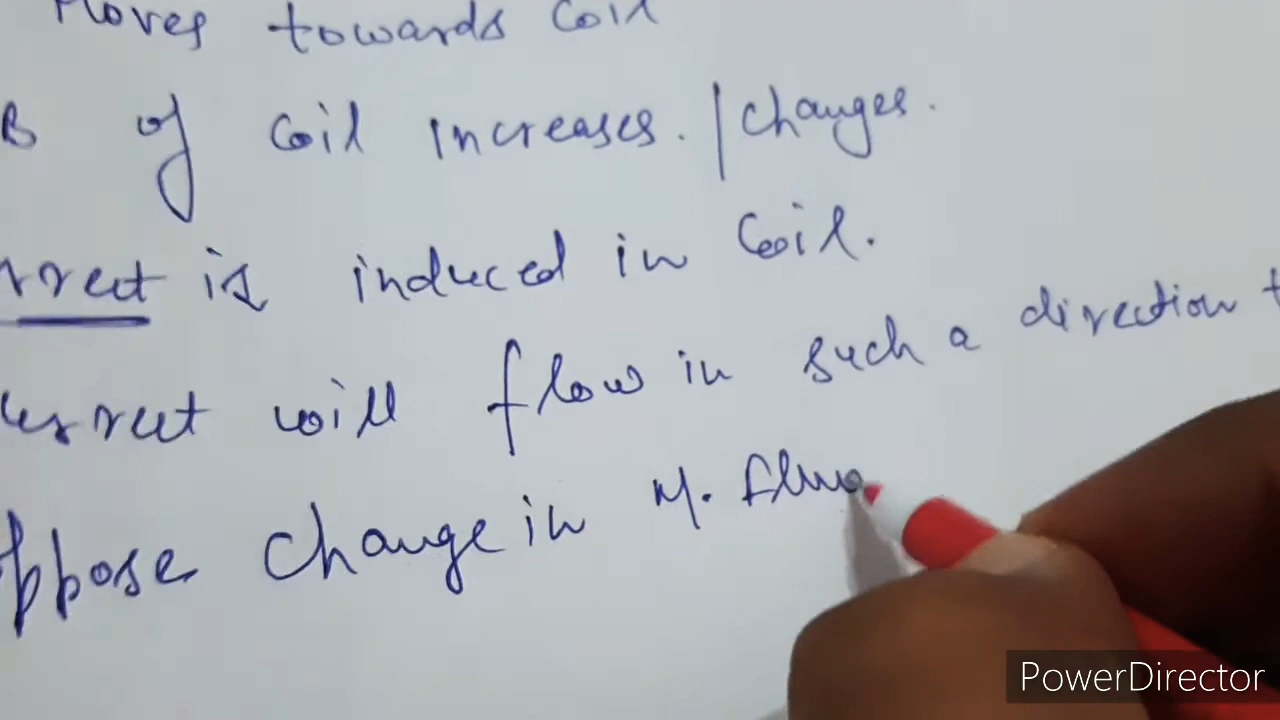 Moves towards Coil
B of Coil increases. / Changes.
rrent is induced in Coil.
urrent will flow in such a direction t
oppose Change in M. flux
PowerDirector